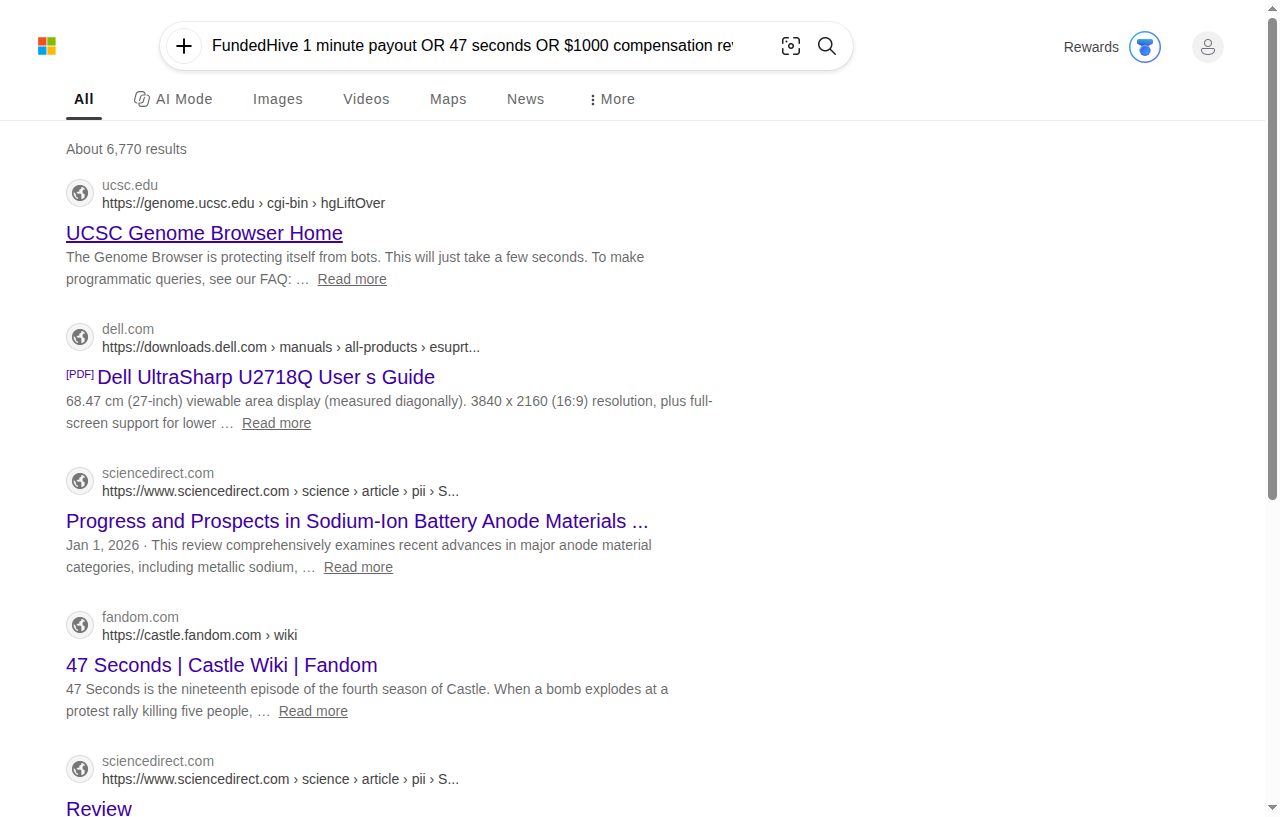 FundedHive 1 minute payout OR 47 seconds OR $1000 compensation rev
Rewards
All
AI Mode
Images
Videos
Maps
News
More
About 6,770 results
ucsc.edu
https://genome.ucsc.edu › cgi-bin › hgLiftOver
UCSC Genome Browser Home
The Genome Browser is protecting itself from bots. This will just take a few seconds. To make
programmatic queries, see our FAQ: … Read more
dell.com
https://downloads.dell.com › manuals › all-products › esuprt...
[PDF] Dell UltraSharp U2718Q User s Guide
68.47 cm (27-inch) viewable area display (measured diagonally). 3840 x 2160 (16:9) resolution, plus full-
screen support for lower … Read more
sciencedirect.com
https://www.sciencedirect.com › science › article › pii › S...
Progress and Prospects in Sodium-Ion Battery Anode Materials ...
Jan 1, 2026 · This review comprehensively examines recent advances in major anode material
categories, including metallic sodium, … Read more
fandom.com
https://castle.fandom.com › wiki
47 Seconds | Castle Wiki | Fandom
47 Seconds is the nineteenth episode of the fourth season of Castle. When a bomb explodes at a
protest rally killing five people, … Read more
sciencedirect.com
https://www.sciencedirect.com › science › article › pii › S...
Review